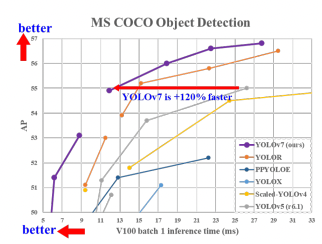 MS COCO Object Detection
better
57
56
55
54
53
52
51
50
AP
YOLOv7 is +120% faster
YOLOv7 (ours)
YOLOR
PPYOLOE
YOLOX
Scaled-YOLOv4
YOLOv5 (r6.1)
5 7 9 11 13 15 17 19 21 23 25 27 29 31 33
better
V100 batch 1 inference time (ms)